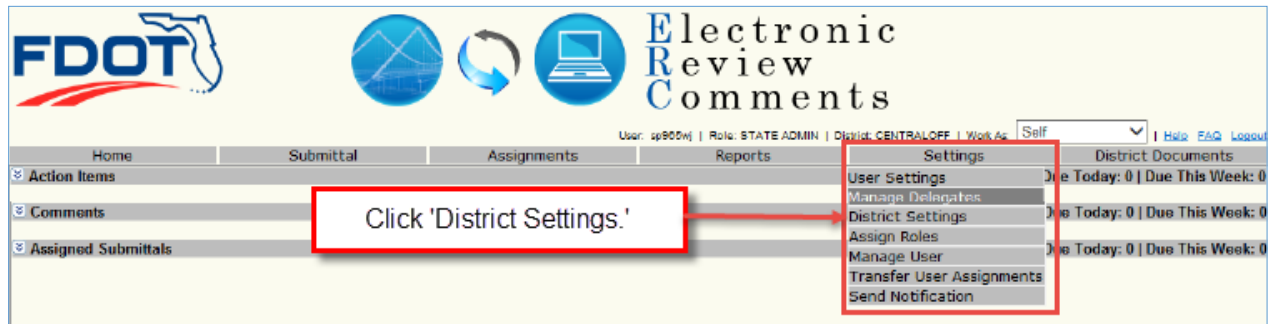 FDOT
Electronic
Review
Comments
User: sp965wj | Role: STATE ADMIN | District: CENTRALOFF | Work As: Self | Help FAQ Logout
Home Submittal Assignments Reports Settings District Documents
Action Items Due Today: 0 | Due This Week: 0
User Settings
Manage Delegates
Comments Due Today: 0 | Due This Week: 0
Click 'District Settings.'
District Settings
Assign Roles
Assigned Submittals Due Today: 0 | Due This Week: 0
Manage User
Transfer User Assignments
Send Notification